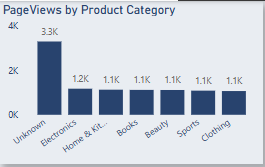 PageViews by Product Category
4K
2K
0K
3.3K
1.2K
1.1K
1.1K
1.1K
1.1K
1.1K
Unknown
Electronics
Home & Kit...
Books
Beauty
Sports
Clothing